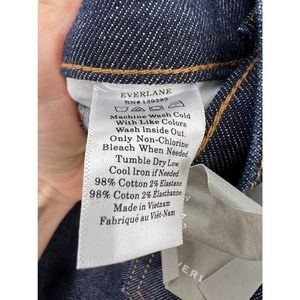 EVERLANE
RN# 139393
Machine Wash Cold
With Like Colors
Wash Inside Out,
Only Non-Chlorine
Bleach When Needed
Tumble Dry Low
Cool Iron if Needed
98% Cotton 2% Elastane
98% Coton 2% Élasthanne
Made in Vietnam
Fabriqué au Viêt-Nam